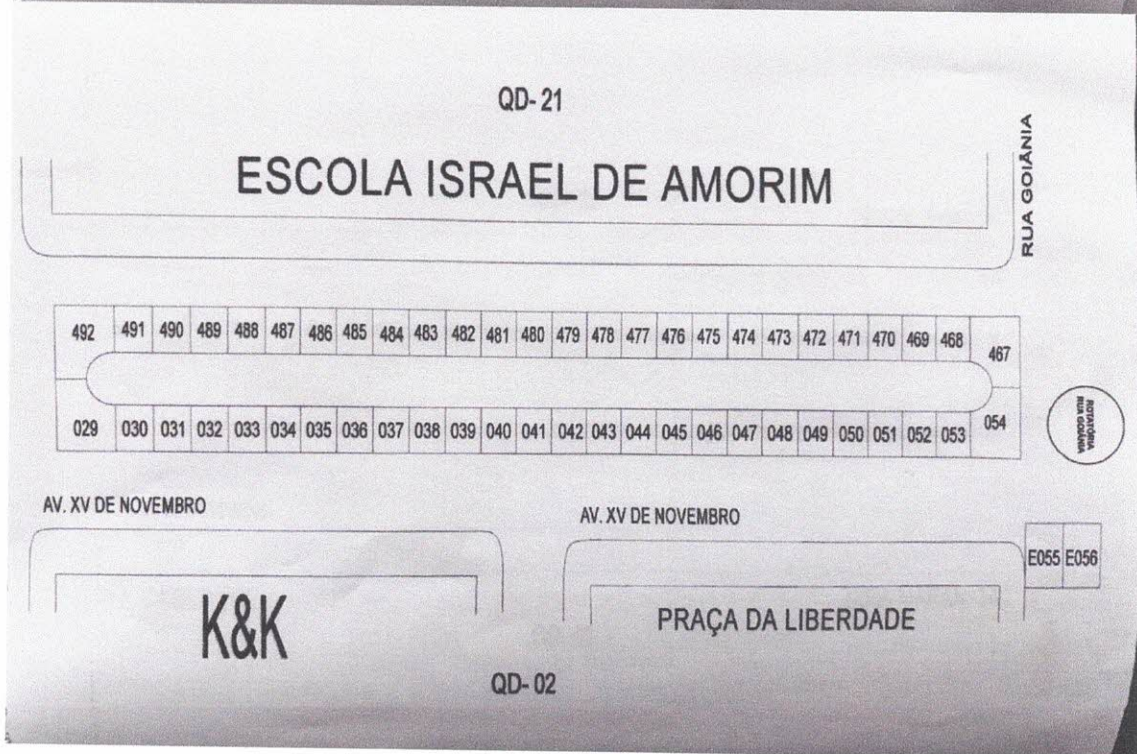 QD- 21
ESCOLA ISRAEL DE AMORIM
RUA GOIÂNIA
492 491 490 489 488 487 486 485 484 483 482 481 480 479 478 477 476 475 474 473 472 471 470 469 468 467
029 030 031 032 033 034 035 036 037 038 039 040 041 042 043 044 045 046 047 048 049 050 051 052 053 054
ROTATÓRIA
RUA GOIÂNIA
AV. XV DE NOVEMBRO
AV. XV DE NOVEMBRO
E055 E056
K&K
PRAÇA DA LIBERDADE
QD- 02